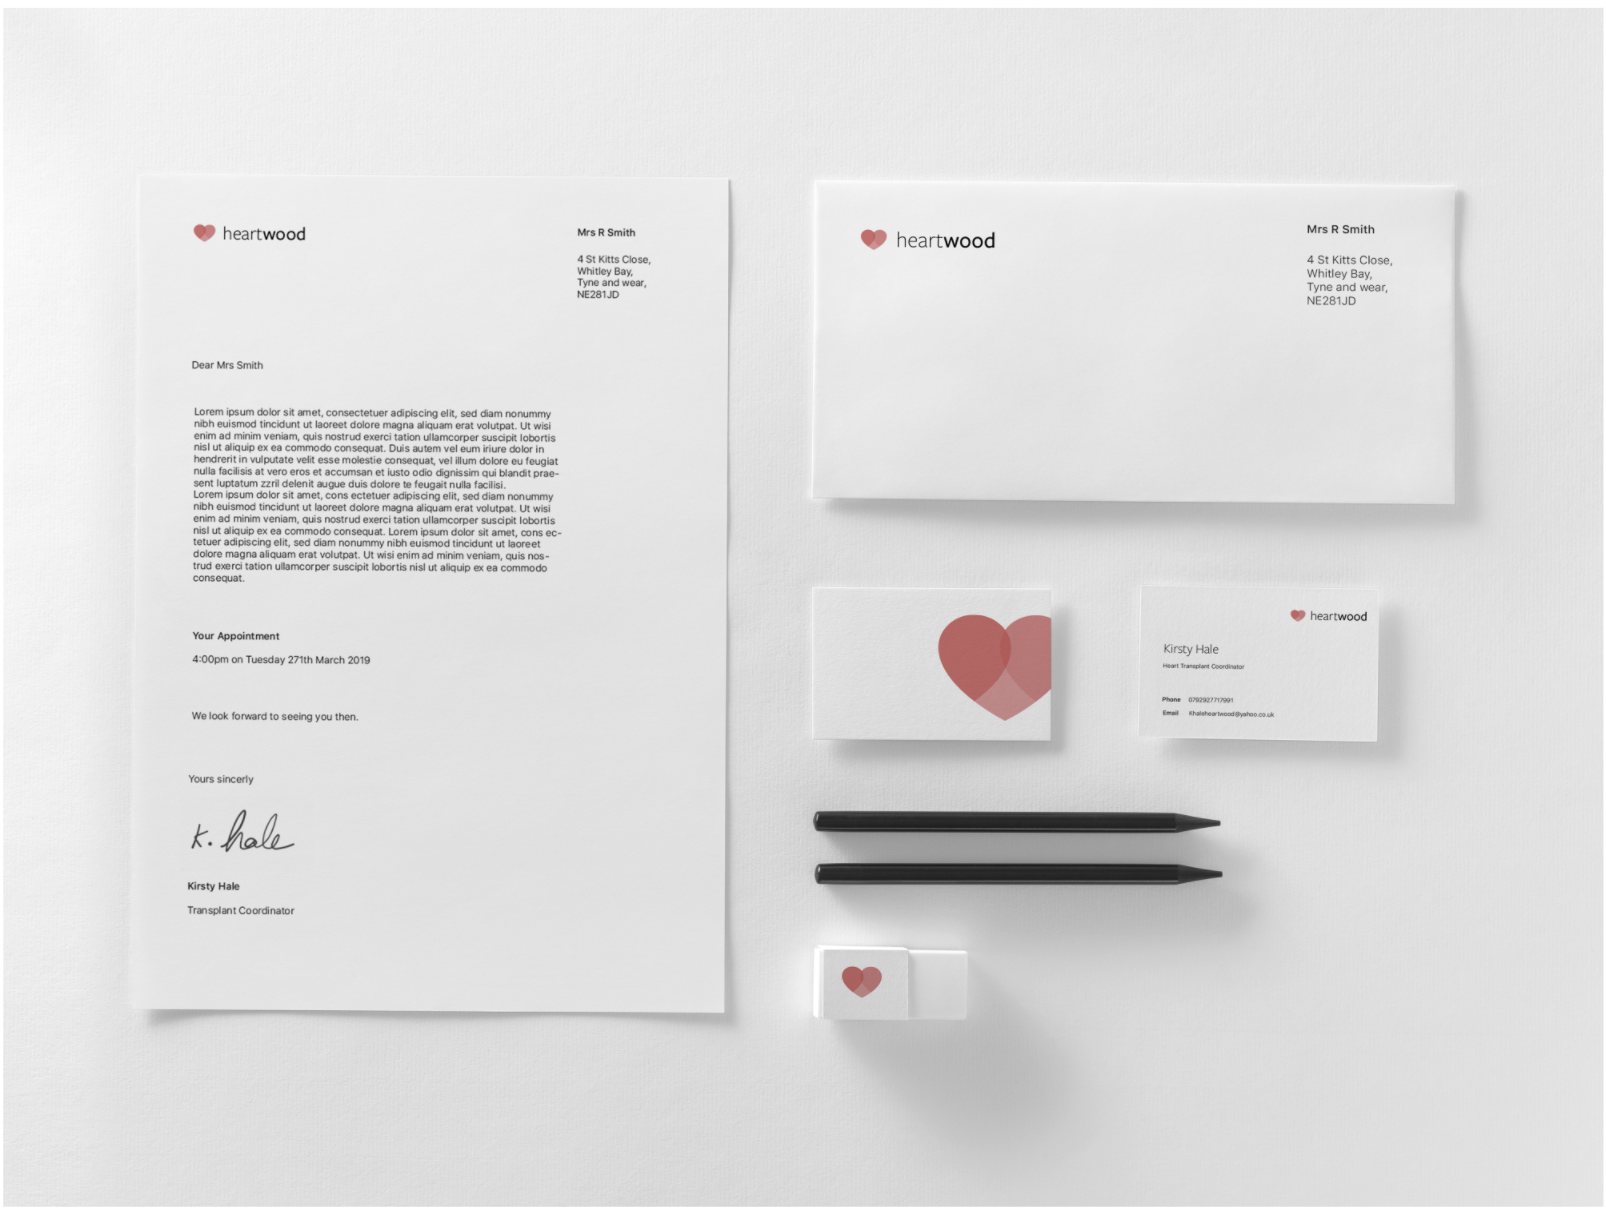 heartwood
Mrs R Smith
4 St Kitts Close,
Whitley Bay,
Tyne and wear,
NE281JD
Dear Mrs Smith
Lorem ipsum dolor sit amet, consectetuer adipiscing elit, sed diam nonummy
nibh euismod tincidunt ut laoreet dolore magna aliquam erat volutpat. Ut wisi
enim ad minim veniam, quis nostrud exerci tation ullamcorper suscipit lobortis
nisl ut aliquip ex ea commodo consequat. Duis autem vel eum iriure dolor in
hendrerit in vulputate velit esse molestie consequat, vel illum dolore eu feugiat
nulla facilisis at vero eros et accumsan et iusto odio dignissim qui blandit prae-
sent luptatum zzril delenit augue duis dolore te feugait nulla facilisi.
Lorem ipsum dolor sit amet, cons ectetuer adipiscing elit, sed diam nonummy
nibh euismod tincidunt ut laoreet dolore magna aliquam erat volutpat. Ut wisi
enim ad minim veniam, quis nostrud exerci tation ullamcorper suscipit lobortis
nisl ut aliquip ex ea commodo consequat. Lorem ipsum dolor sit amet, cons ec-
tetuer adipiscing elit, sed diam nonummy nibh euismod tincidunt ut laoreet
dolore magna aliquam erat volutpat. Ut wisi enim ad minim veniam, quis nos-
trud exerci tation ullamcorper suscipit lobortis nisl ut aliquip ex ea commodo
consequat.
Your Appointment
4:00pm on Tuesday 271th March 2019
We look forward to seeing you then.
Yours sincerly
K. hale
Kirsty Hale
Transplant Coordinator
heartwood
Mrs R Smith
4 St Kitts Close,
Whitley Bay,
Tyne and wear,
NE281JD
heartwood
Kirsty Hale
Heart Transplant Coordinator
Phone 0792927717991
Email Khaleheartwood@yahoo.co.uk